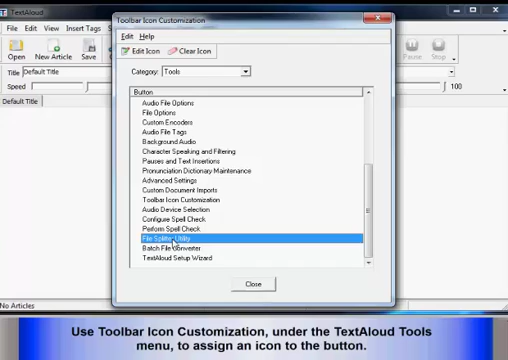 TextAloud
Toolbar Icon Customization
File Edit View Insert Tags
Edit Help
Open New Article Save
Edit Icon Clear Icon
Pause Stop
Title Default Title
Category: Tools
Speed
100
Default Title
Button
Audio File Options
File Options
Custom Encoders
Audio File Tags
Background Audio
Character Speaking and Filtering
Pauses and Text Insertions
Pronunciation Dictionary Maintenance
Advanced Settings
Custom Document Imports
Toolbar Icon Customization
Audio Device Selection
Configure Spell Check
Perform Spell Check
File Splitter Utility
Batch File Converter
TextAloud Setup Wizard
Close
No Articles
Use Toolbar Icon Customization, under the TextAloud Tools
menu, to assign an icon to the button.